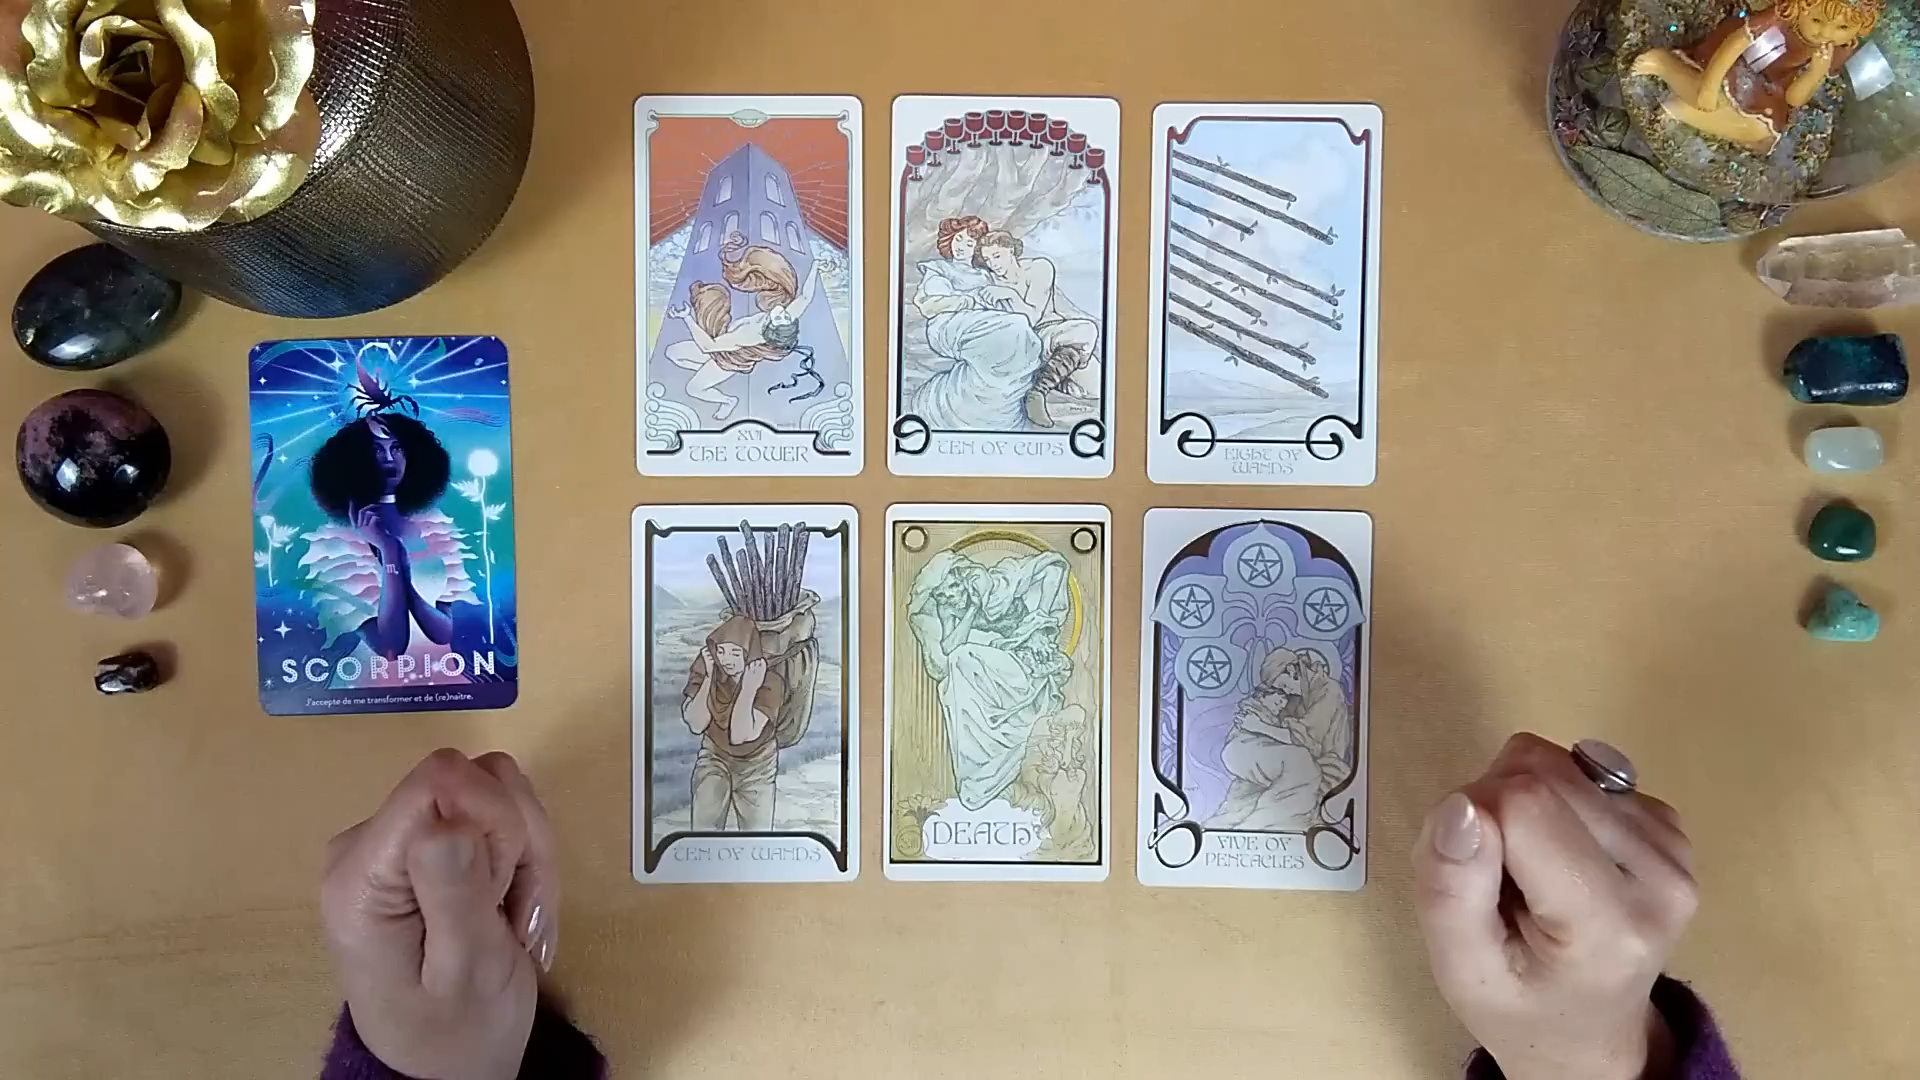 XVI
THE TOWER
TEN OF CUPS
EIGHT OF
WANDS
SCORPION
J'accepte de me transformer et de (re)naître.
TEN OF WANDS
DEATH
FIVE OF
PENTACLES